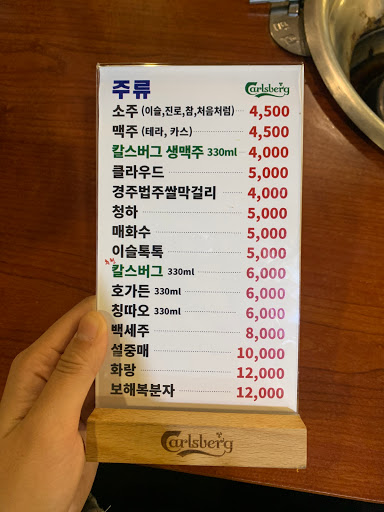 주류 Carlsberg
소주 (이슬,진로,참,처음처럼) 4,500
맥주 (테라, 카스) 4,500
칼스버그 생맥주 330ml 4,000
클라우드 5,000
경주법주쌀막걸리 4,000
청하 5,000
매화수 5,000
이슬톡톡 5,000
칼스버그 330ml 6,000
호가든 330ml 6,000
칭따오 330ml 6,000
백세주 8,000
설중매 10,000
화랑 12,000
보해복분자 12,000
Carlsberg